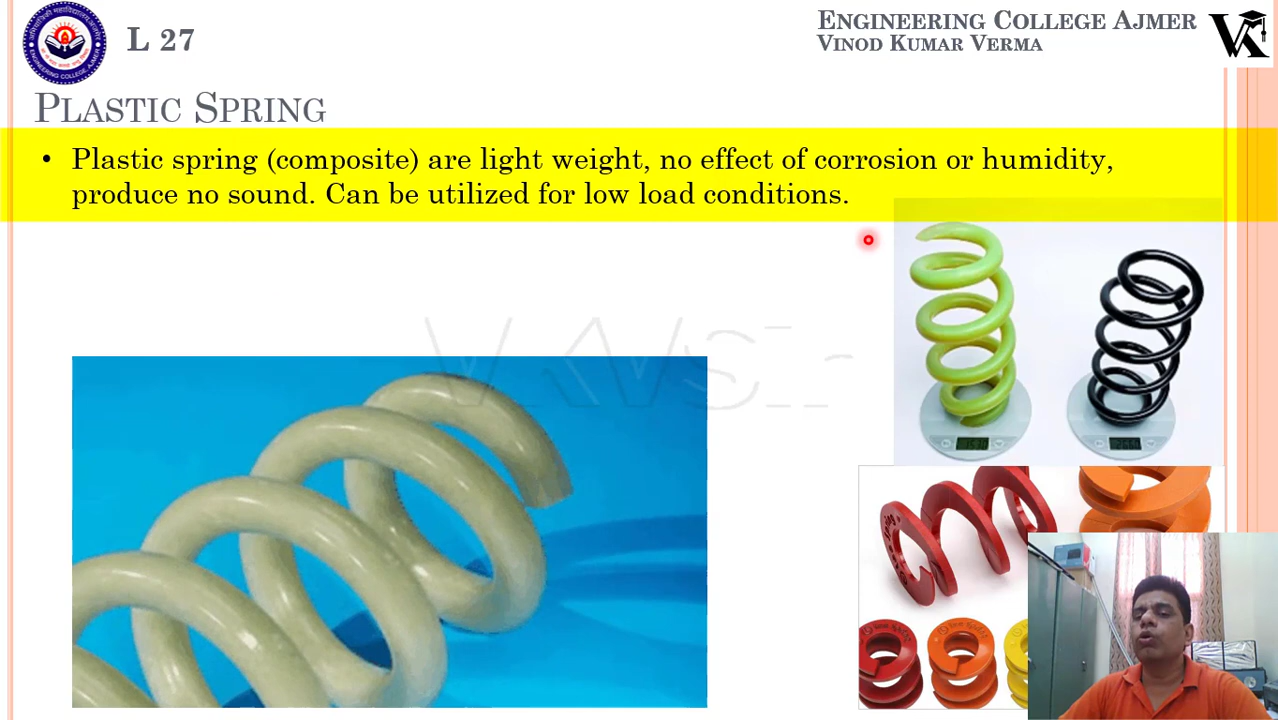 ENGINEERING COLLEGE AJMER
L 27
VINOD KUMAR VERMA
PLASTIC SPRING
• Plastic spring (composite) are light weight, no effect of corrosion or humidity,
produce no sound. Can be utilized for low load conditions.
VKVSir